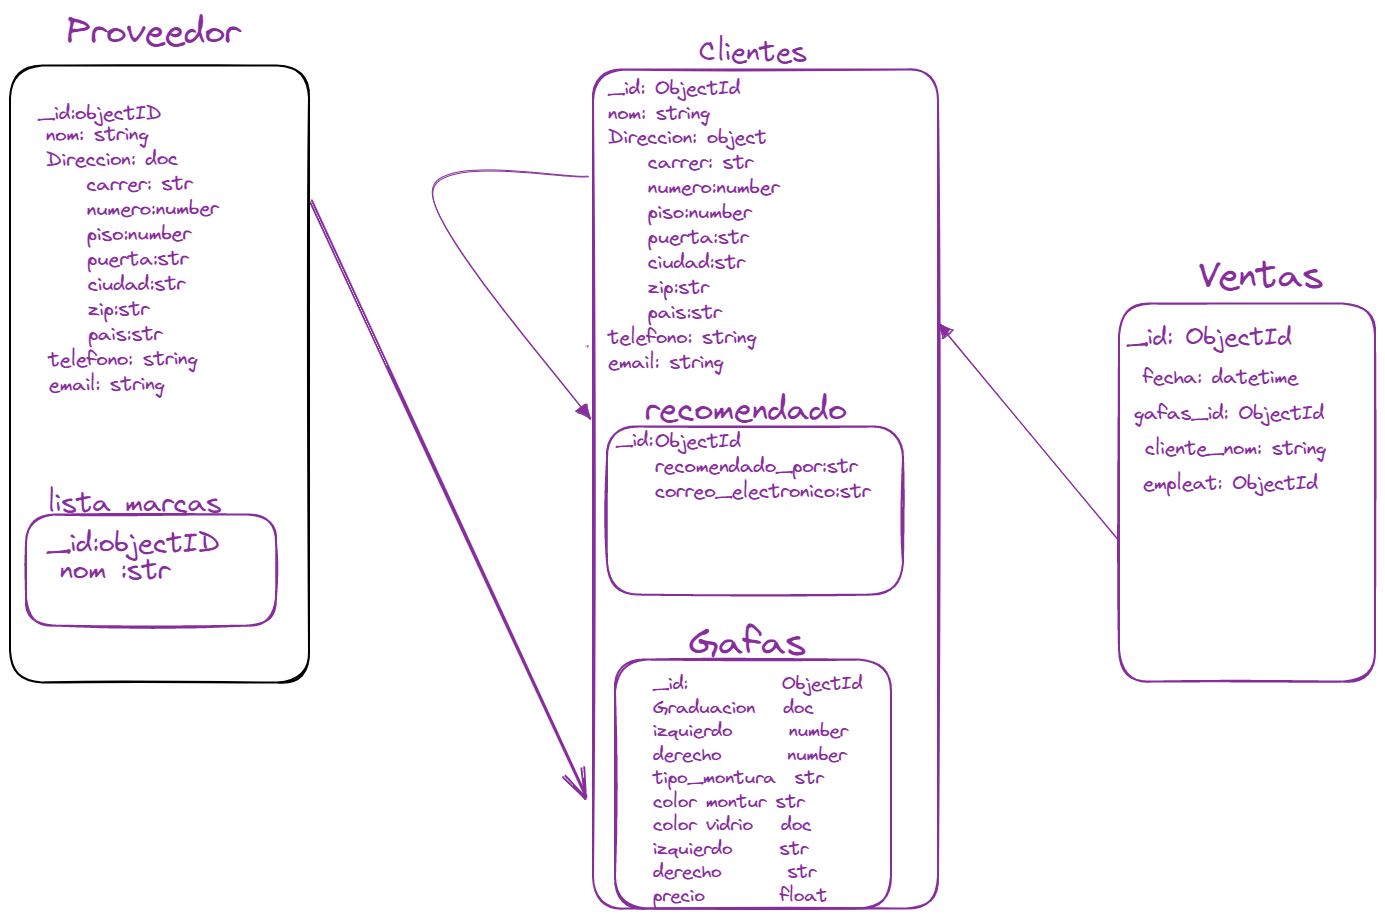 Proveedor
_id:objectID
nom: string
Direccion: doc
carrer: str
numero:number
piso:number
puerta:str
ciudad:str
zip:str
pais:str
telefono: string
email: string
lista marcas
_id:objectID
nom :str
Clientes
_id: ObjectId
nom: string
Direccion: object
carrer: str
numero:number
piso:number
puerta:str
ciudad:str
zip:str
pais:str
telefono: string
email: string
recomendado
_id:ObjectId
recomendado_por:str
correo_electronico:str
Gafas
_id: ObjectId
Graduacion doc
izquierdo number
derecho number
tipo_montura str
color montur str
color vidrio doc
izquierdo str
derecho str
precio float
Ventas
_id: ObjectId
fecha: datetime
gafas_id: ObjectId
cliente_nom: string
empleat: ObjectId